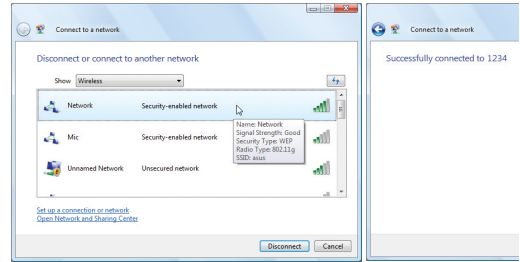 Connect to a network
Disconnect or connect to another network
Show Wireless
Network Security-enabled network
Name: Network
Signal Strength: Good
Security Type: WEP
Radio Type: 802.11g
SSID: asus
Mic Security-enabled network
Unnamed Network Unsecured network
Set up a connection or network
Open Network and Sharing Center
Disconnect Cancel
Connect to a network
Successfully connected to 1234